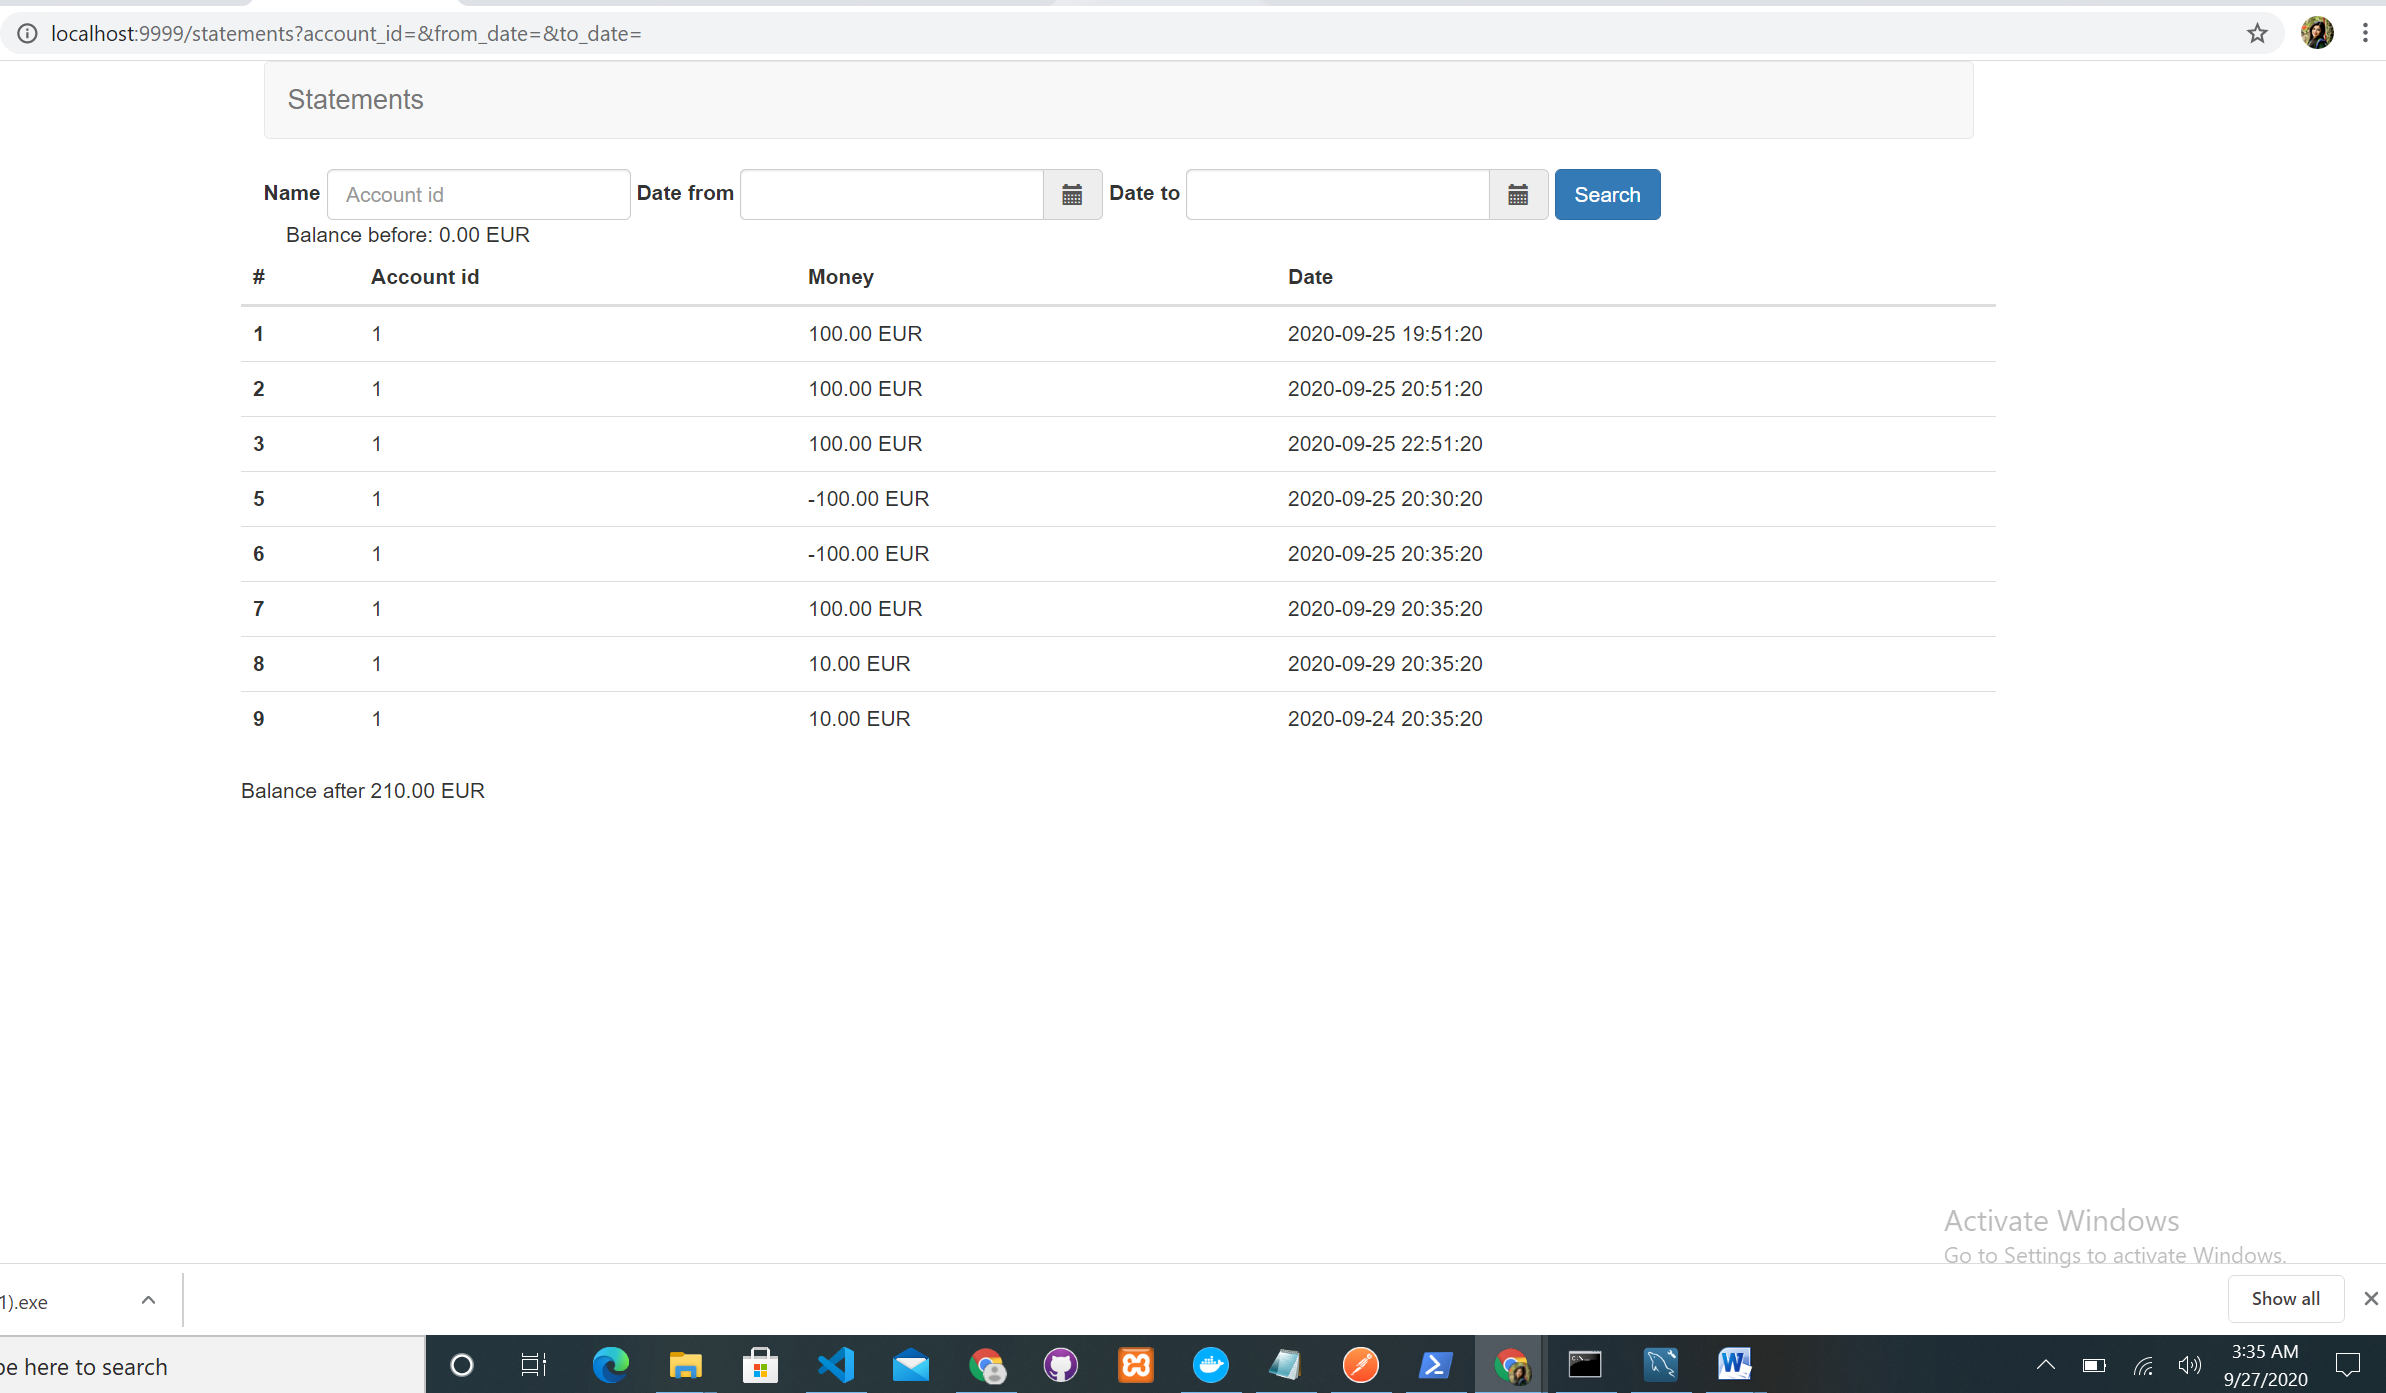 localhost:9999/statements?account_id=&from_date=&to_date=
Statements
Name Account id Date from Date to Search
Balance before: 0.00 EUR
# Account id Money Date
1 1 100.00 EUR 2020-09-25 19:51:20
2 1 100.00 EUR 2020-09-25 20:51:20
3 1 100.00 EUR 2020-09-25 22:51:20
5 1 -100.00 EUR 2020-09-25 20:30:20
6 1 -100.00 EUR 2020-09-25 20:35:20
7 1 100.00 EUR 2020-09-29 20:35:20
8 1 10.00 EUR 2020-09-29 20:35:20
9 1 10.00 EUR 2020-09-24 20:35:20
Balance after 210.00 EUR
Activate Windows
Go to Settings to activate Windows.
1).exe Show all
pe here to search
3:35 AM
9/27/2020